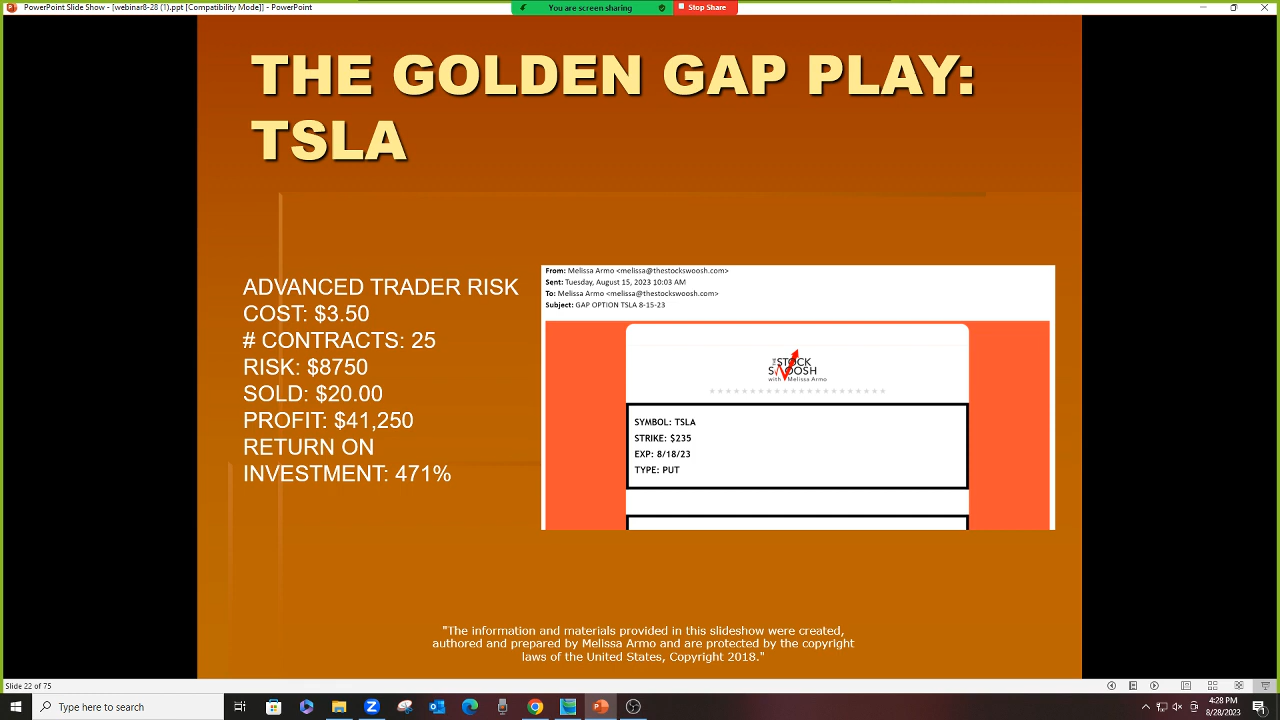 PowerPoint Slide Show - [webinar8-28 (1).ppt [Compatibility Mode]] - PowerPoint
You are screen sharing
Stop Share
THE GOLDEN GAP PLAY:
TSLA
ADVANCED TRADER RISK
COST: $3.50
# CONTRACTS: 25
RISK: $8750
SOLD: $20.00
PROFIT: $41,250
RETURN ON
INVESTMENT: 471%
From: Melissa Armo <melissa@thestockswoosh.com>
Sent: Tuesday, August 15, 2023 10:03 AM
To: Melissa Armo <melissa@thestockswoosh.com>
Subject: GAP OPTION TSLA 8-15-23
THE STOCK
SWOOSH
with Melissa Armo
SYMBOL: TSLA
STRIKE: $235
EXP: 8/18/23
TYPE: PUT
"The information and materials provided in this slideshow were created,
authored and prepared by Melissa Armo and are protected by the copyright
laws of the United States, Copyright 2018."
Slide 22 of 75
Type here to search
4:28 PM
8/28/2023